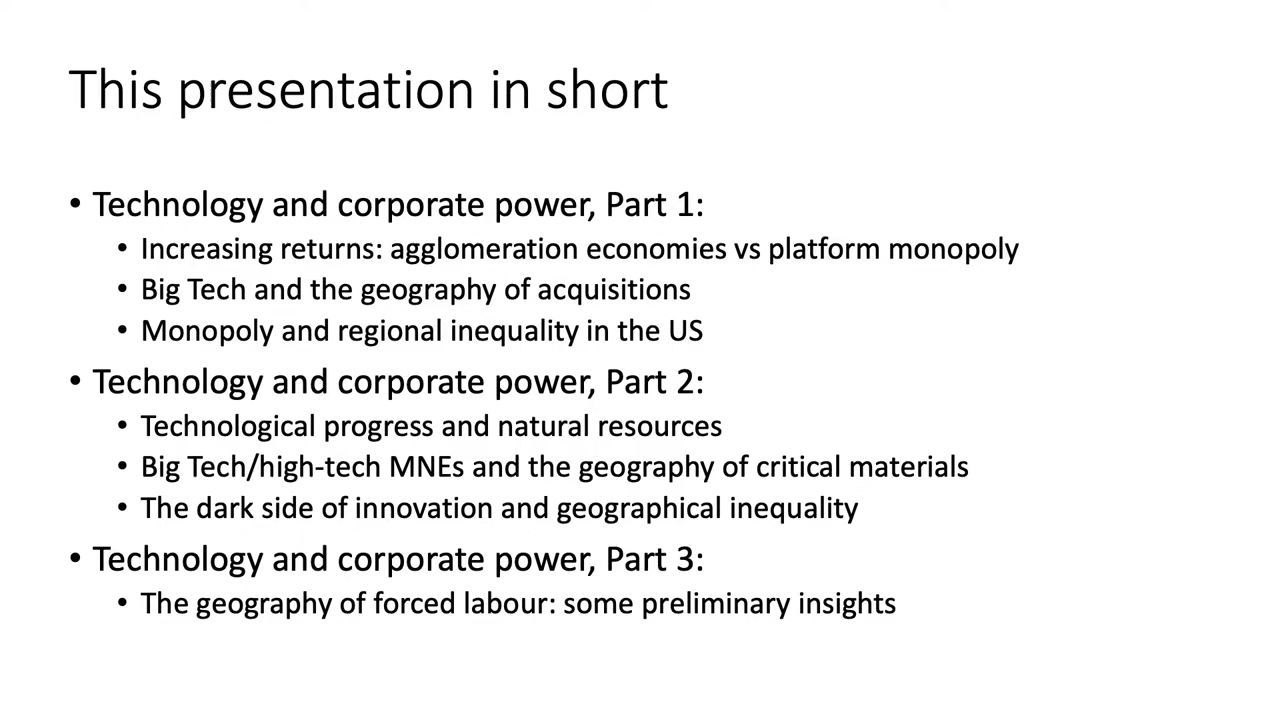 This presentation in short
• Technology and corporate power, Part 1:
• Increasing returns: agglomeration economies vs platform monopoly
• Big Tech and the geography of acquisitions
• Monopoly and regional inequality in the US
• Technology and corporate power, Part 2:
• Technological progress and natural resources
• Big Tech/high-tech MNEs and the geography of critical materials
• The dark side of innovation and geographical inequality
• Technology and corporate power, Part 3:
• The geography of forced labour: some preliminary insights